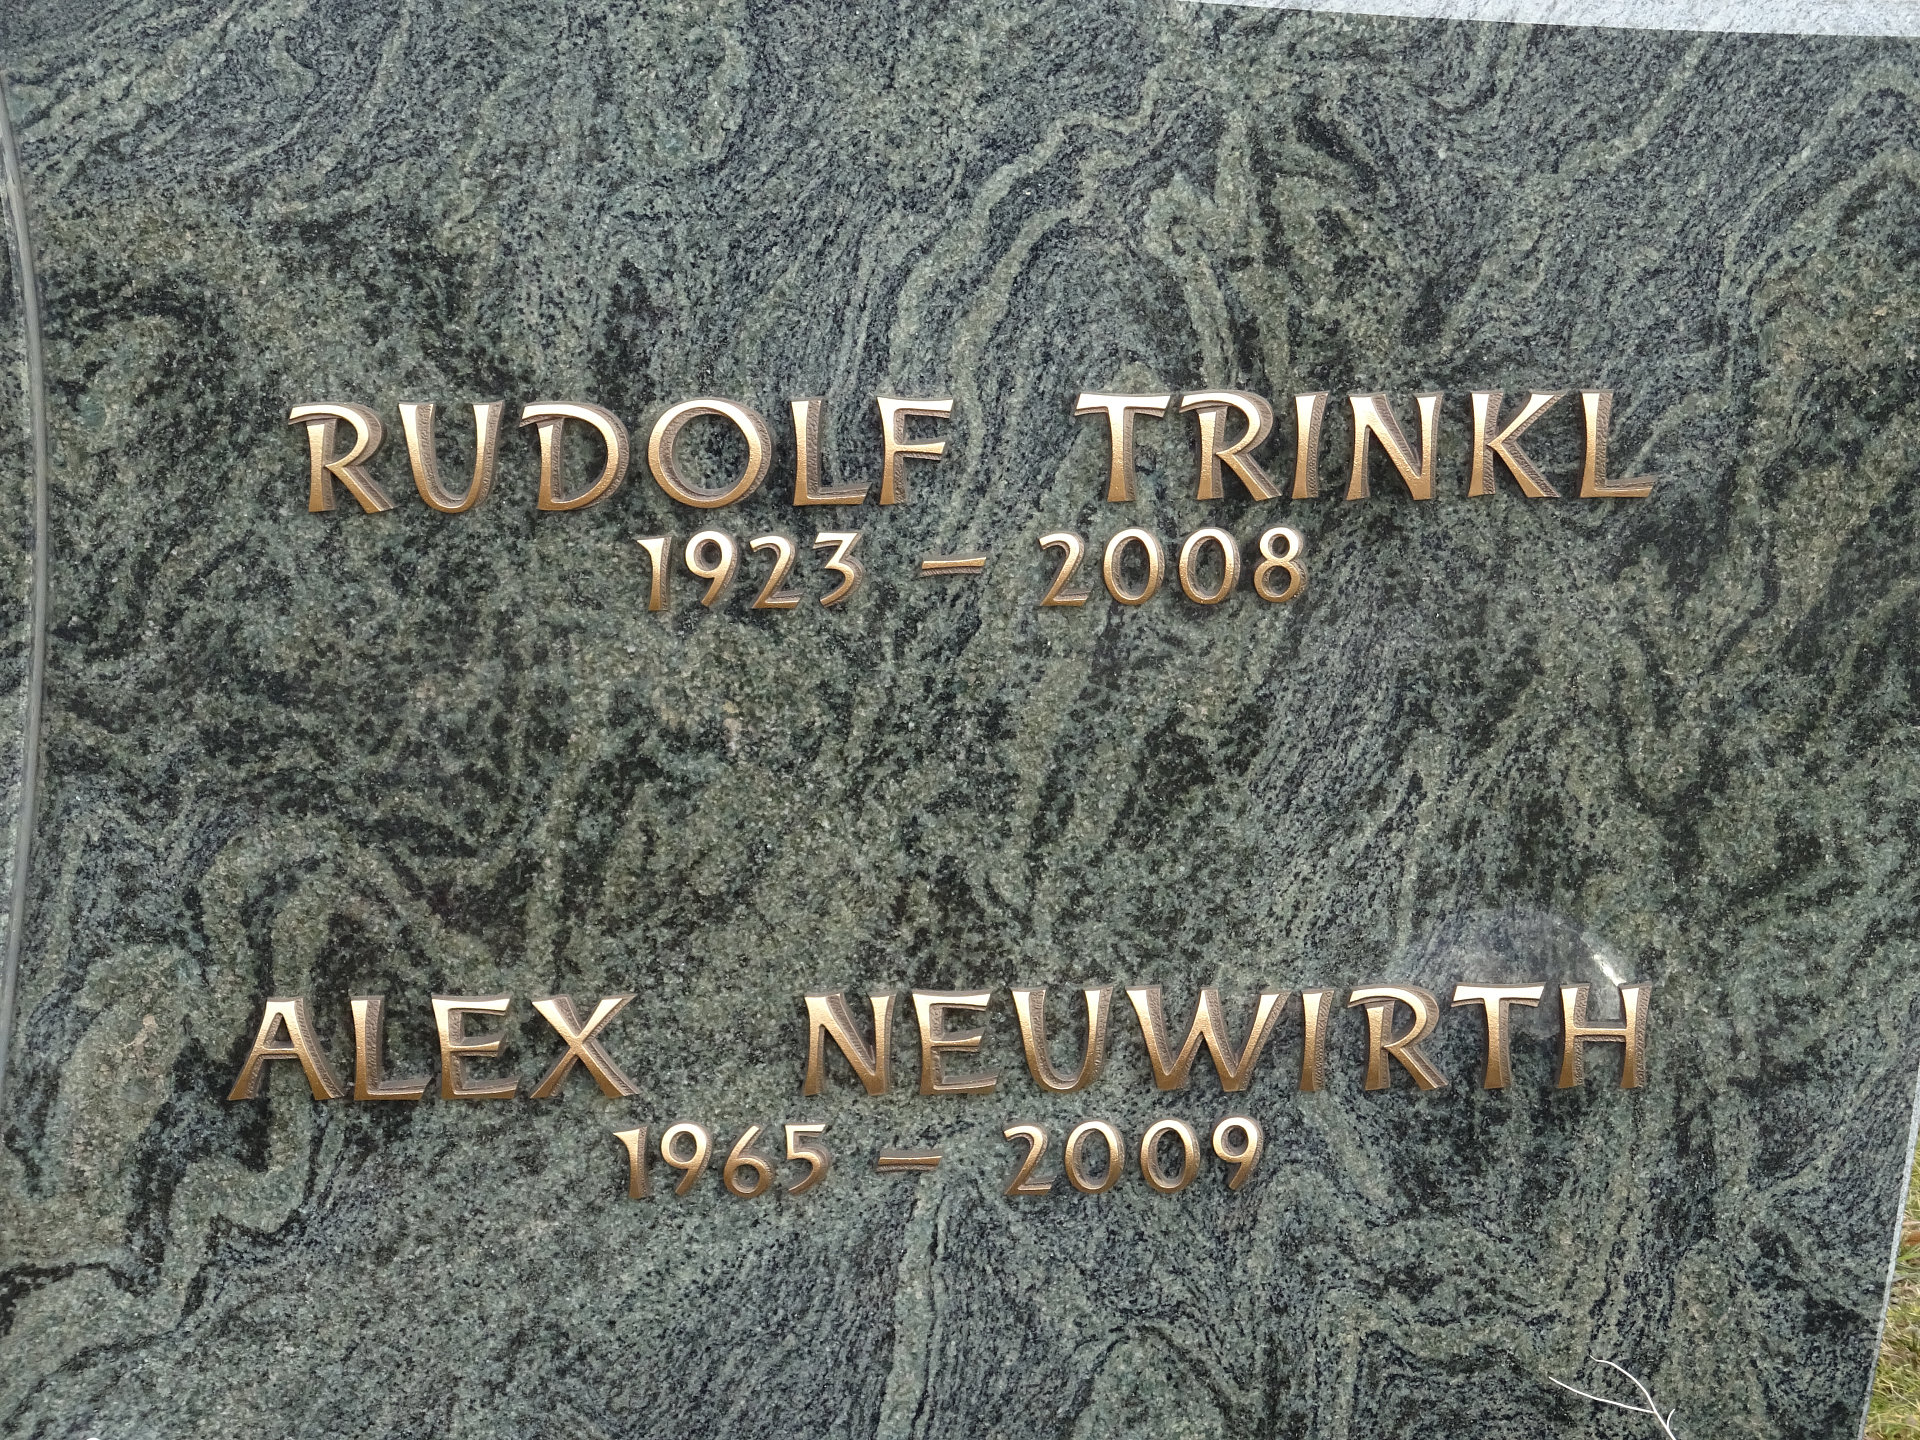 RUDOLF TRINKL
1923 – 2008
ALEX NEUWIRTH
1965 – 2009